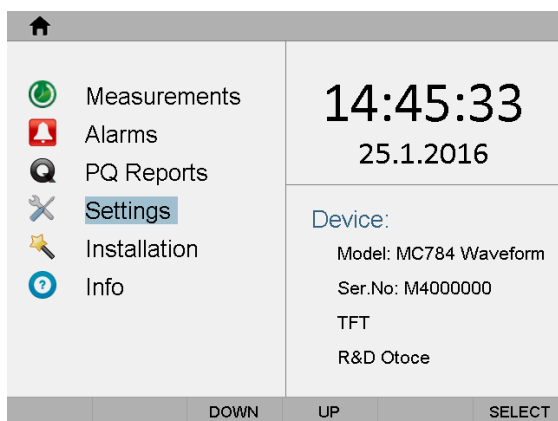 Measurements
Alarms
PQ Reports
Settings
Installation
Info
14:45:33
25.1.2016
Device:
Model: MC784 Waveform
Ser.No: M4000000
TFT
R&D Otoce
DOWN UP SELECT